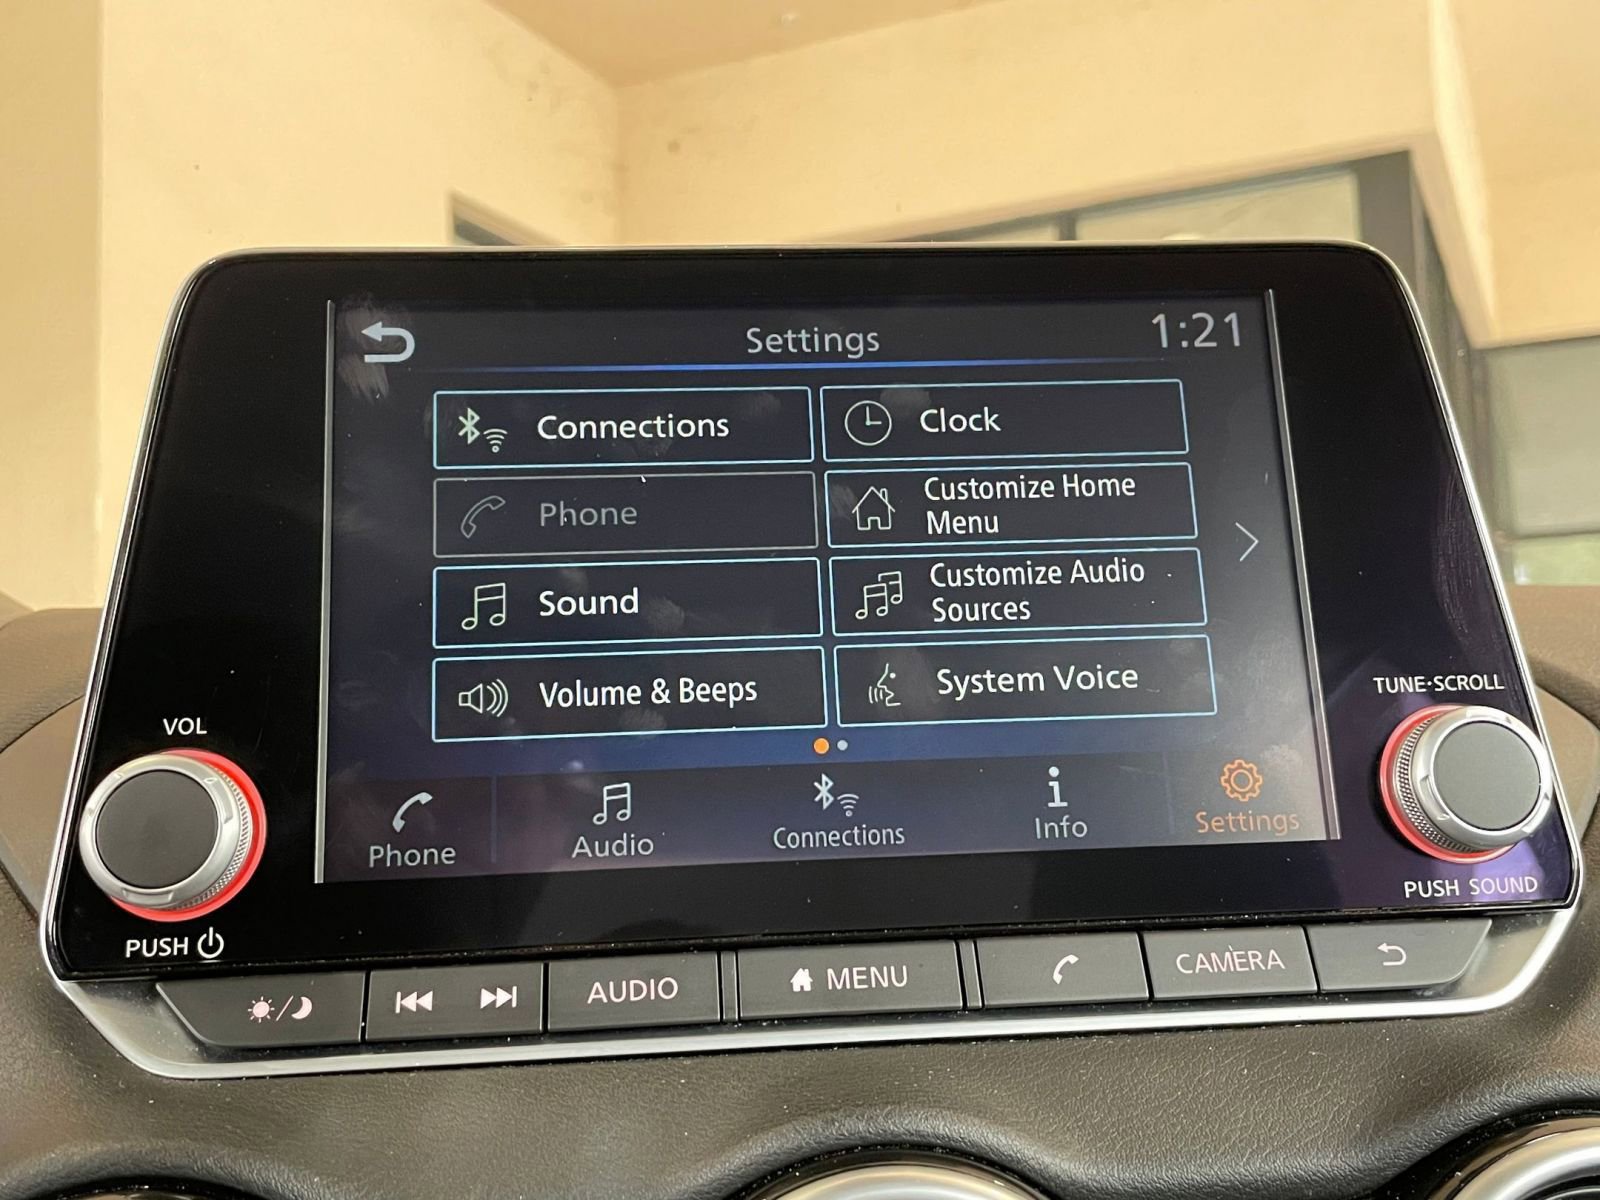 Settings
1:21
Connections
Clock
Phone
Customize Home
Menu
Sound
Customize Audio
Sources
Volume & Beeps
System Voice
Phone
Audio
Connections
Info
Settings
VOL
PUSH
TUNE·SCROLL
PUSH SOUND
AUDIO
MENU
CAMERA